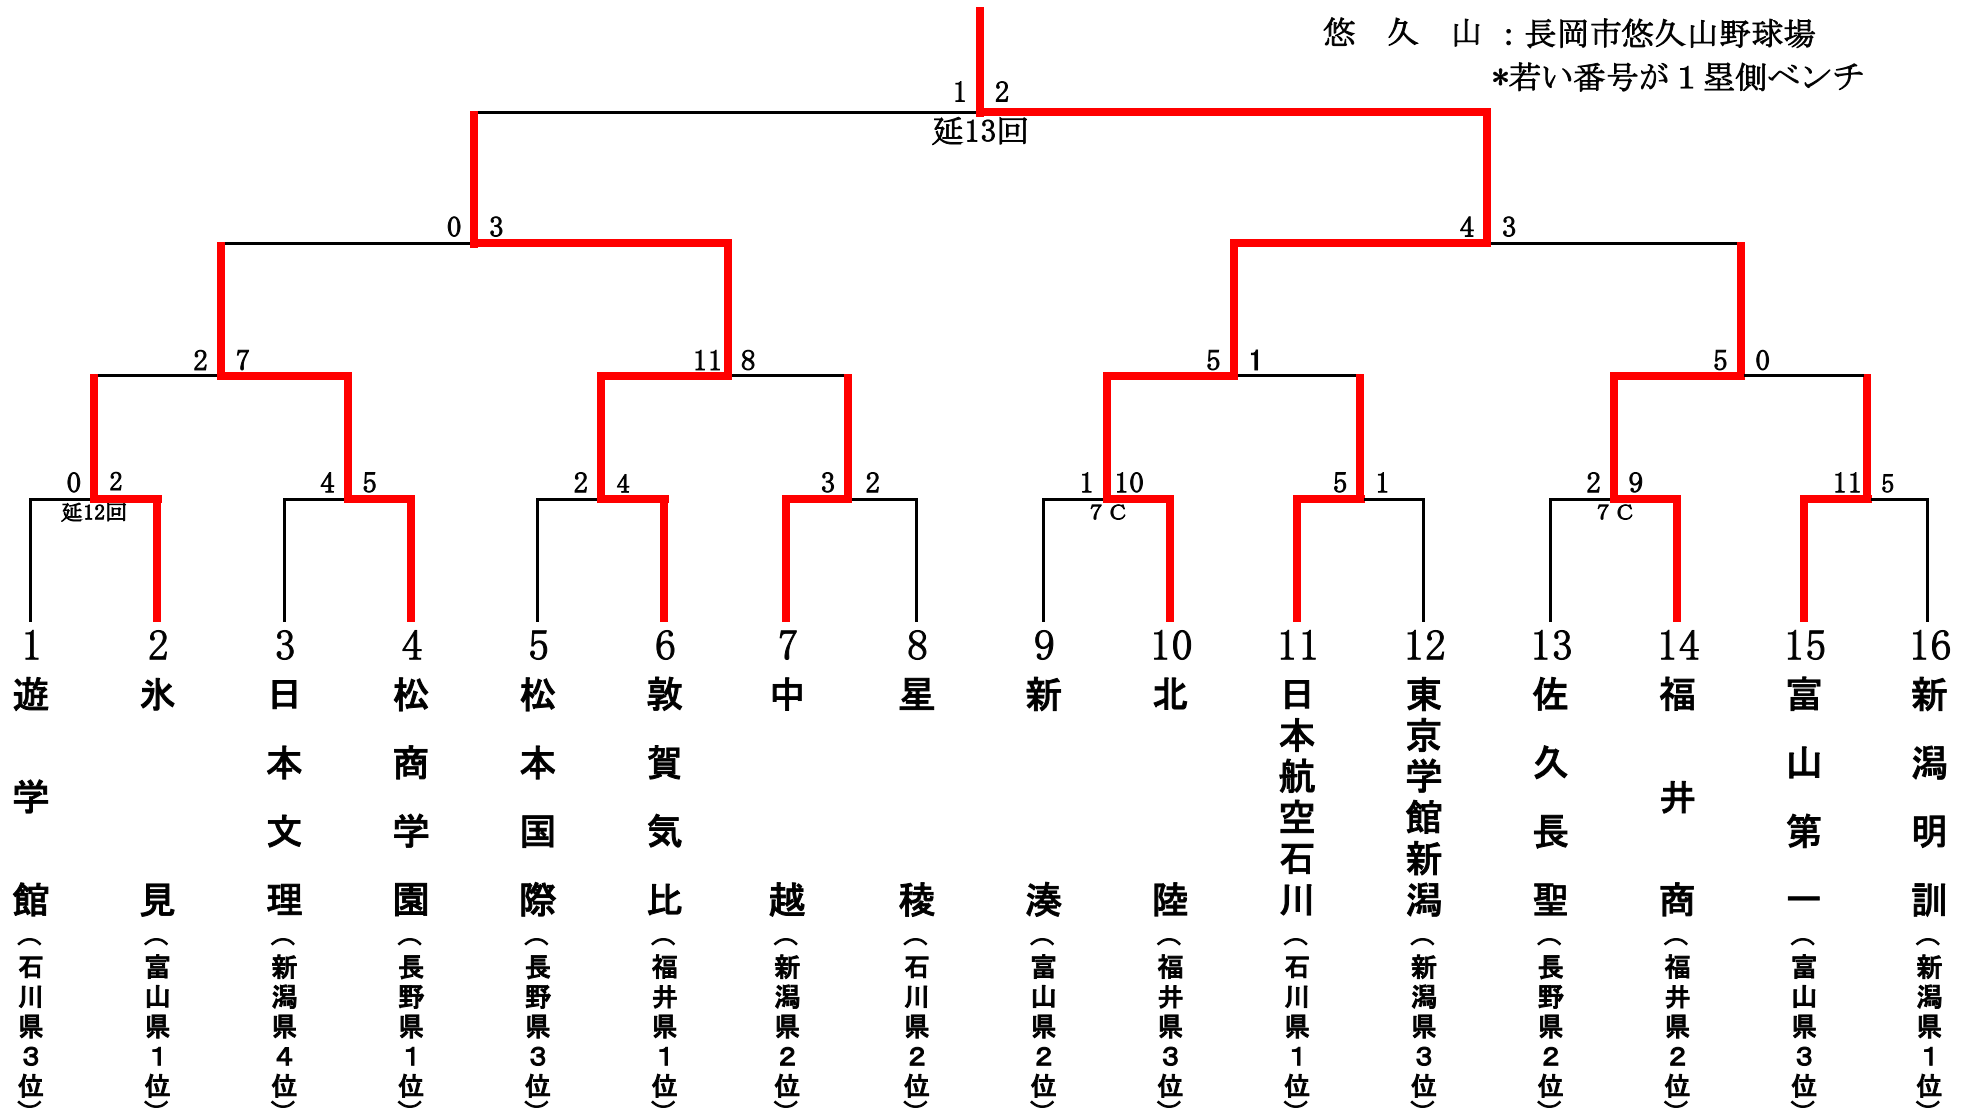 悠　久　山　：長岡市悠久山野球場
*若い番号が１塁側ベンチ
1 2
延13回
0 3
4 3
2 7
11 8
5 1
5 0
0 2
延12回
4 5
2 4
3 2
1 10
７Ｃ
5 1
2 9
７Ｃ
11 5
1 遊学館（石川県３位）
2 氷見（富山県１位）
3 日本文理（新潟県４位）
4 松商学園（長野県１位）
5 松本国際（長野県３位）
6 敦賀気比（福井県１位）
7 中越（新潟県２位）
8 星稜（石川県２位）
9 新湊（富山県２位）
10 北陸（福井県３位）
11 日本航空石川（石川県１位）
12 東京学館新潟（新潟県３位）
13 佐久長聖（長野県２位）
14 福井商（福井県２位）
15 富山第一（富山県３位）
16 新潟明訓（新潟県１位）